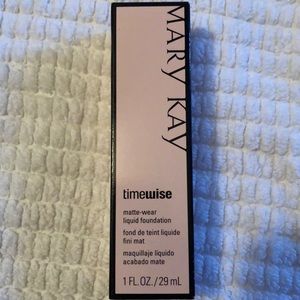 MARY KAY
timewise
matte-wear
liquid foundation
fond de teint liquide
fini mat
maquillaje líquido
acabado mate
1 FL.OZ./29 mL